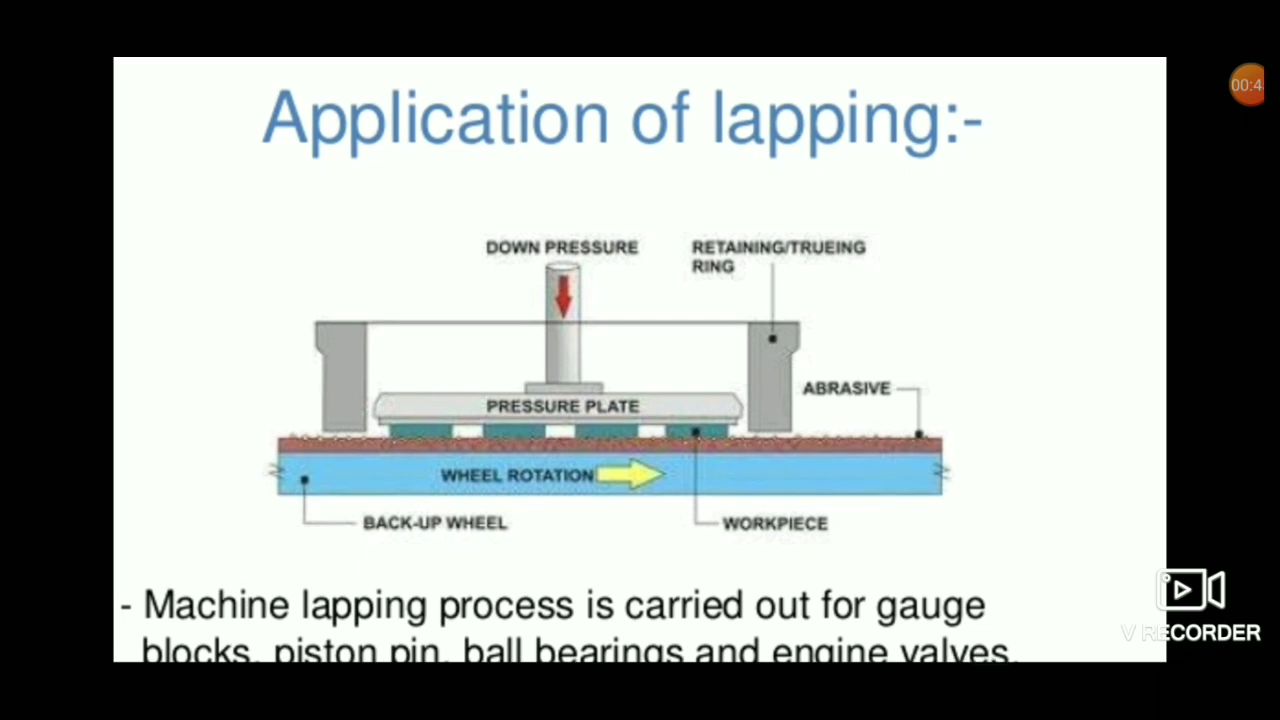 00:4
Application of lapping:-
DOWN PRESSURE
RETAINING/TRUEING
RING
ABRASIVE
PRESSURE PLATE
WHEEL ROTATION
BACK-UP WHEEL
WORKPIECE
- Machine lapping process is carried out for gauge
blocks, piston pin, ball bearings and engine valves.
V RECORDER